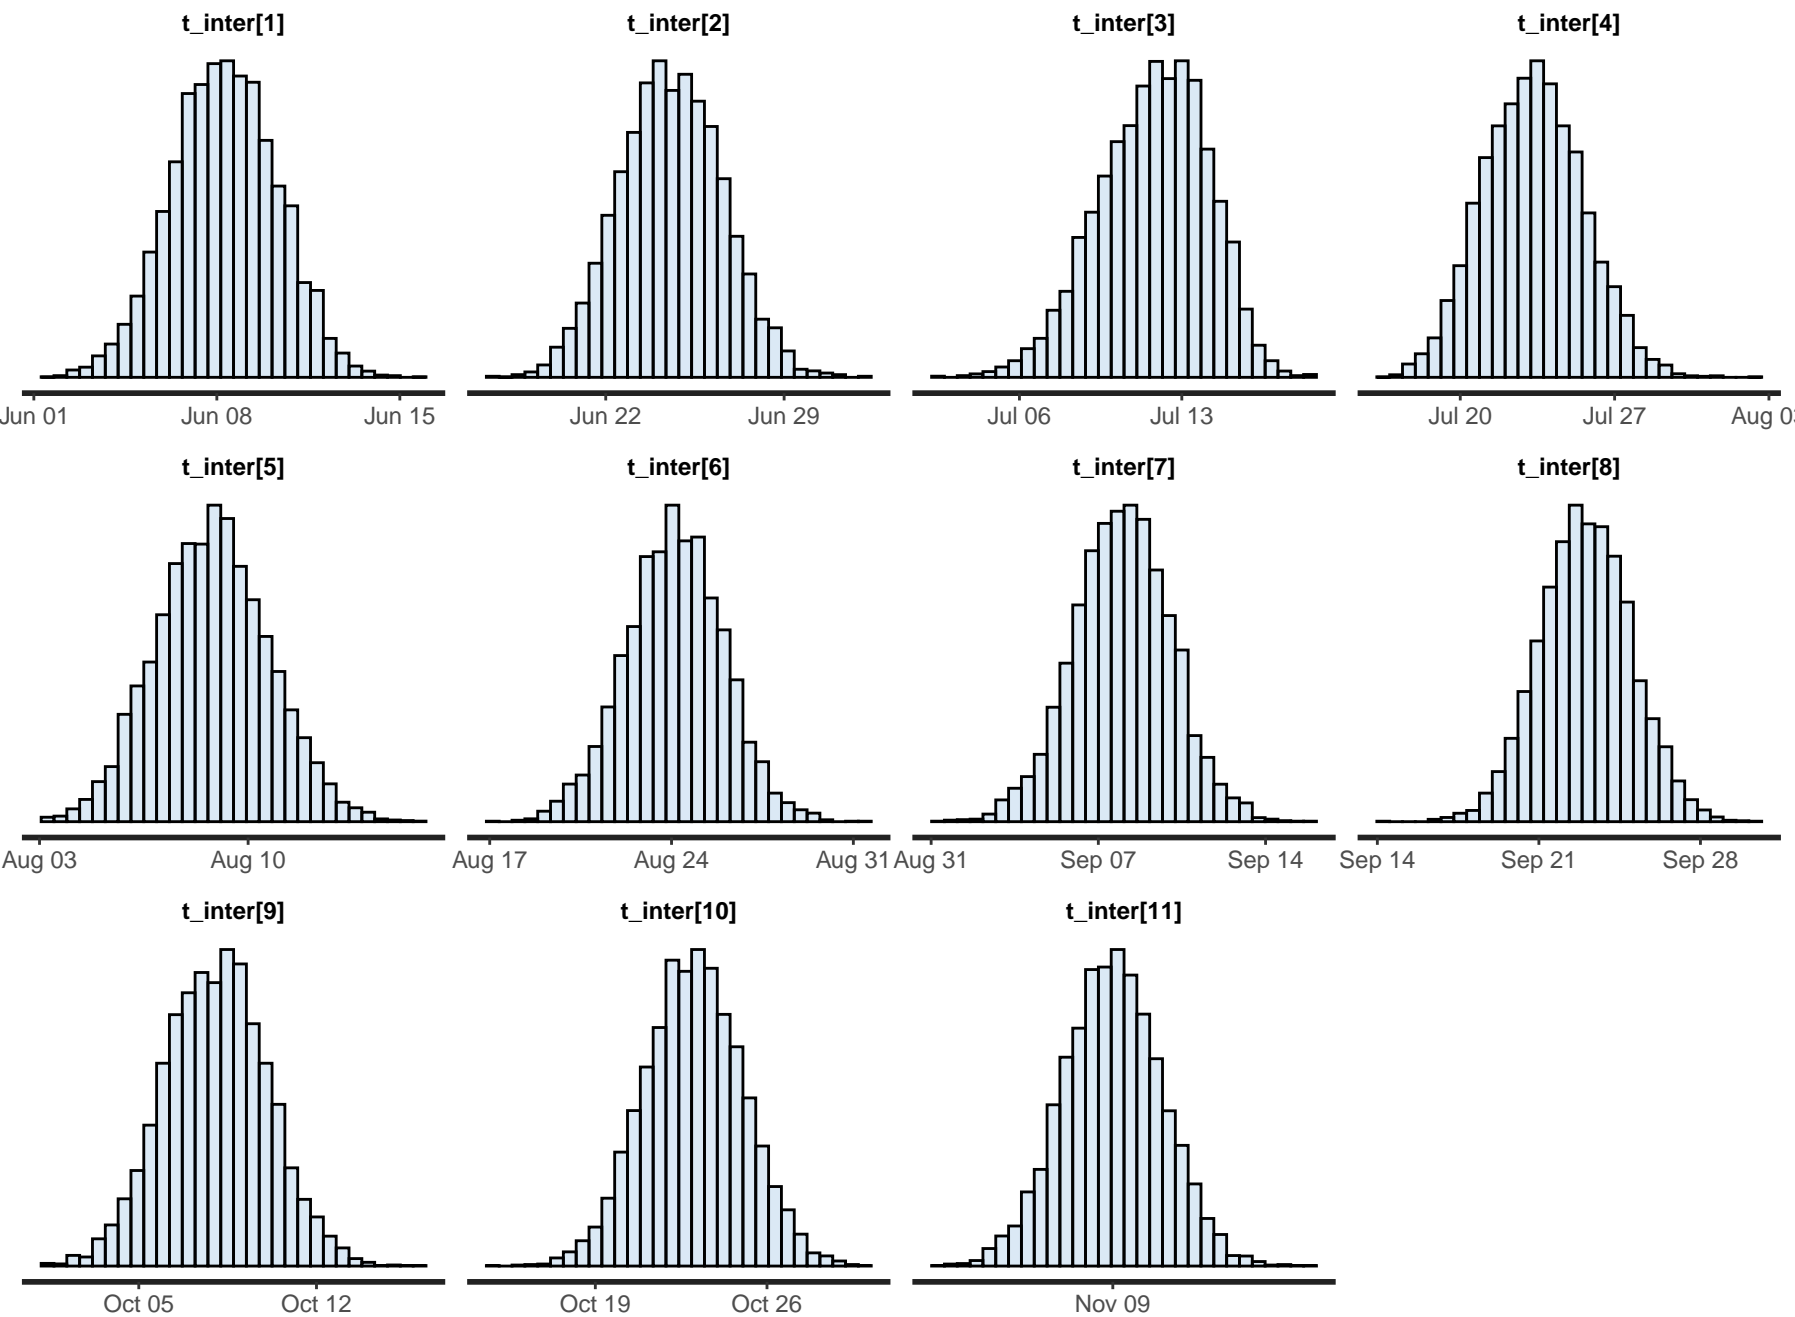 t_inter[1] t_inter[2] t_inter[3] t_inter[4]
Jun 01 Jun 08 Jun 15 Jun 22 Jun 29 Jul 06 Jul 13 Jul 20 Jul 27 Aug 03
t_inter[5] t_inter[6] t_inter[7] t_inter[8]
Aug 03 Aug 10 Aug 17 Aug 24 Aug 31 Aug 31 Sep 07 Sep 14 Sep 14 Sep 21 Sep 28
t_inter[9] t_inter[10] t_inter[11]
Oct 05 Oct 12 Oct 19 Oct 26 Nov 09